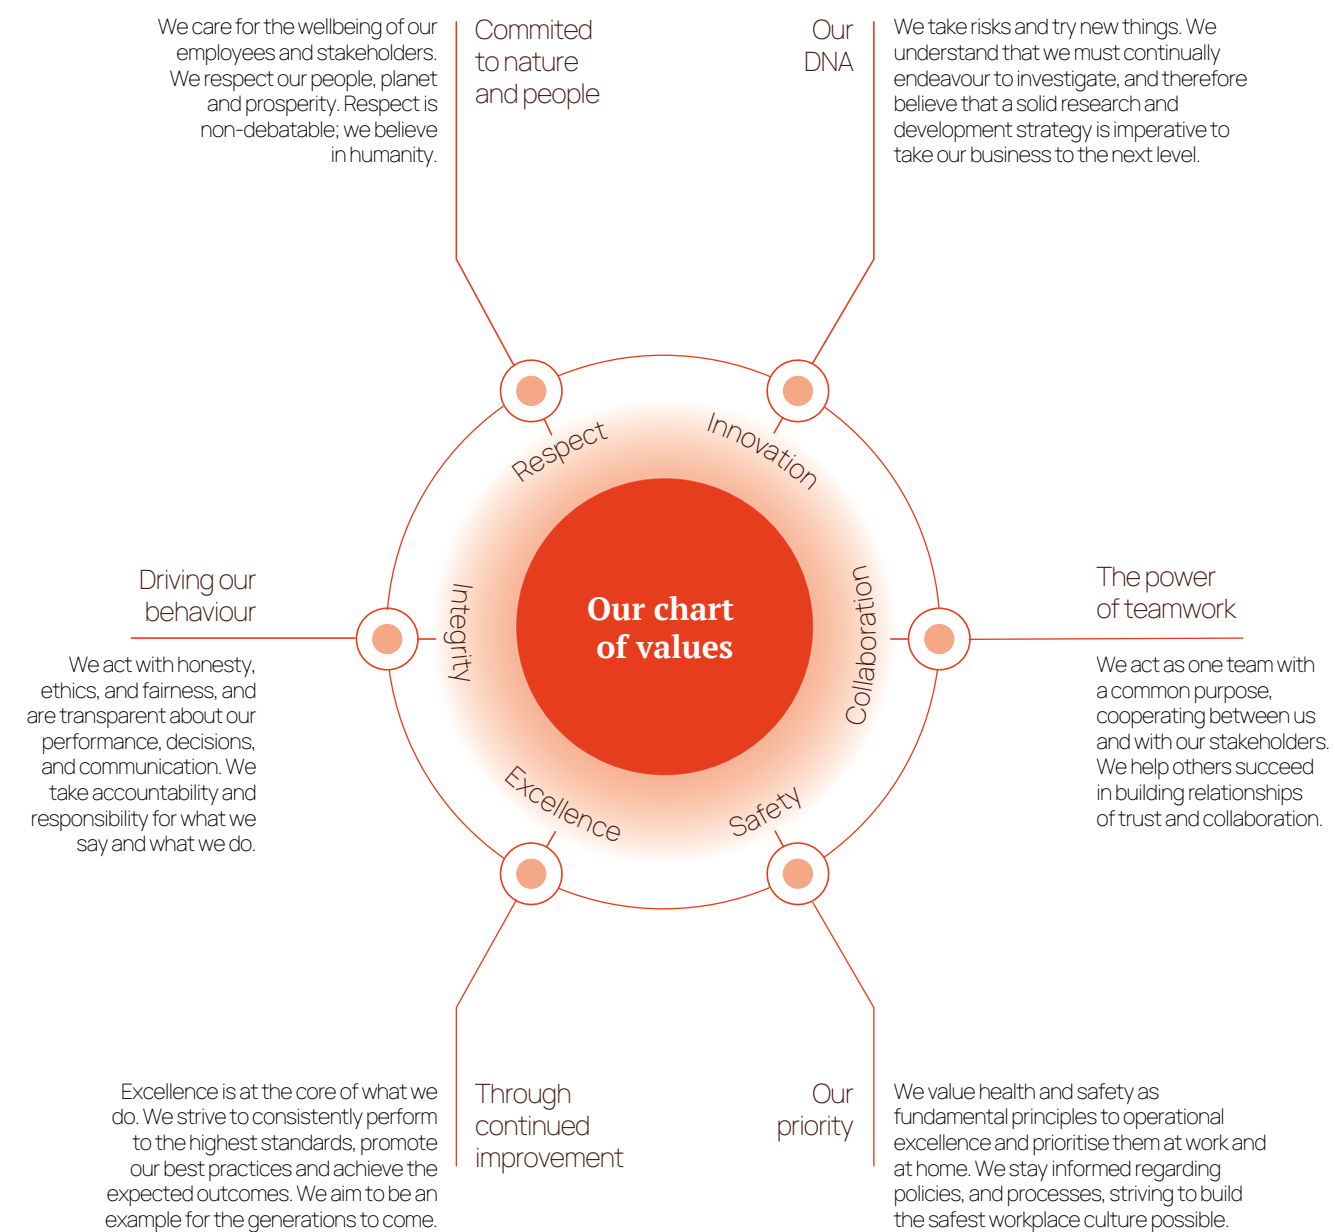 We care for the wellbeing of our
employees and stakeholders.
We respect our people, planet
and prosperity. Respect is
non-debatable; we believe
in humanity.
Commited
to nature
and people
Our
DNA
We take risks and try new things. We
understand that we must continually
endeavour to investigate, and therefore
believe that a solid research and
development strategy is imperative to
take our business to the next level.
Respect
Innovation
Driving our
behaviour
We act with honesty,
ethics, and fairness, and
are transparent about our
performance, decisions,
and communication. We
take accountability and
responsibility for what we
say and what we do.
Integrity
Our chart
of values
Collaboration
The power
of teamwork
We act as one team with
a common purpose,
cooperating between us
and with our stakeholders.
We help others succeed
in building relationships
of trust and collaboration.
Excellence
Safety
Excellence is at the core of what we
do. We strive to consistently perform
to the highest standards, promote
our best practices and achieve the
expected outcomes. We aim to be an
example for the generations to come.
Through
continued
improvement
Our
priority
We value health and safety as
fundamental principles to operational
excellence and prioritise them at work and
at home. We stay informed regarding
policies, and processes, striving to build
the safest workplace culture possible.